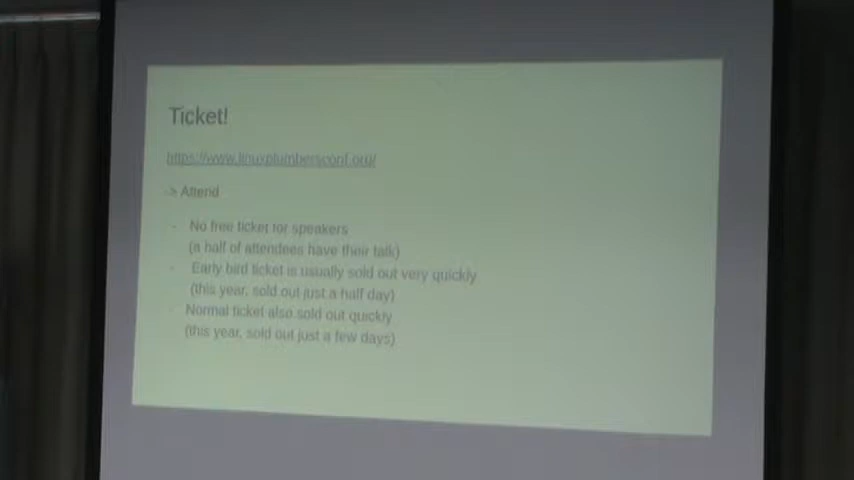 Ticket!
https://www.linuxplumbersconf.org/
-> Attend
- No free ticket for speakers
(a half of attendees have their talk)
- Early bird ticket is usually sold out very quickly
(this year, sold out just a half day)
- Normal ticket also sold out quickly
(this year, sold out just a few days)